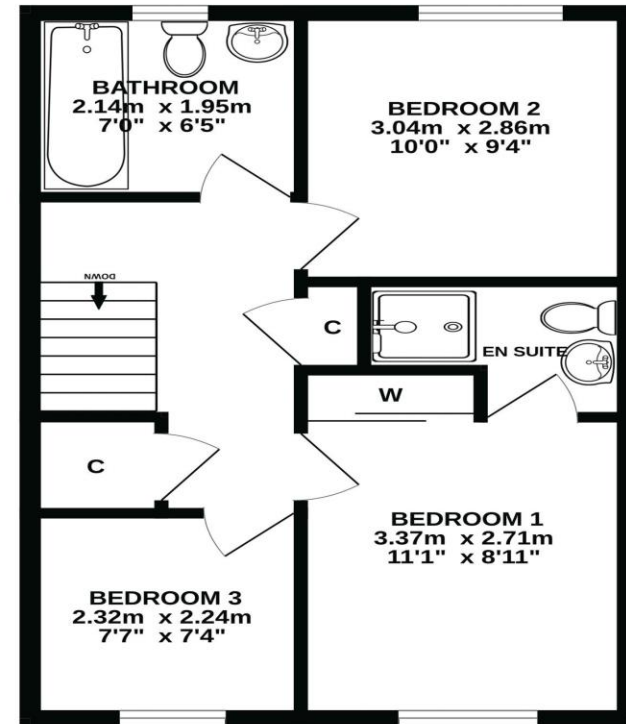 BATHROOM
2.14m x 1.95m
7'0" x 6'5"
BEDROOM 2
3.04m x 2.86m
10'0" x 9'4"
DOWN
C
EN SUITE
W
C
BEDROOM 1
3.37m x 2.71m
11'1" x 8'11"
BEDROOM 3
2.32m x 2.24m
7'7" x 7'4"